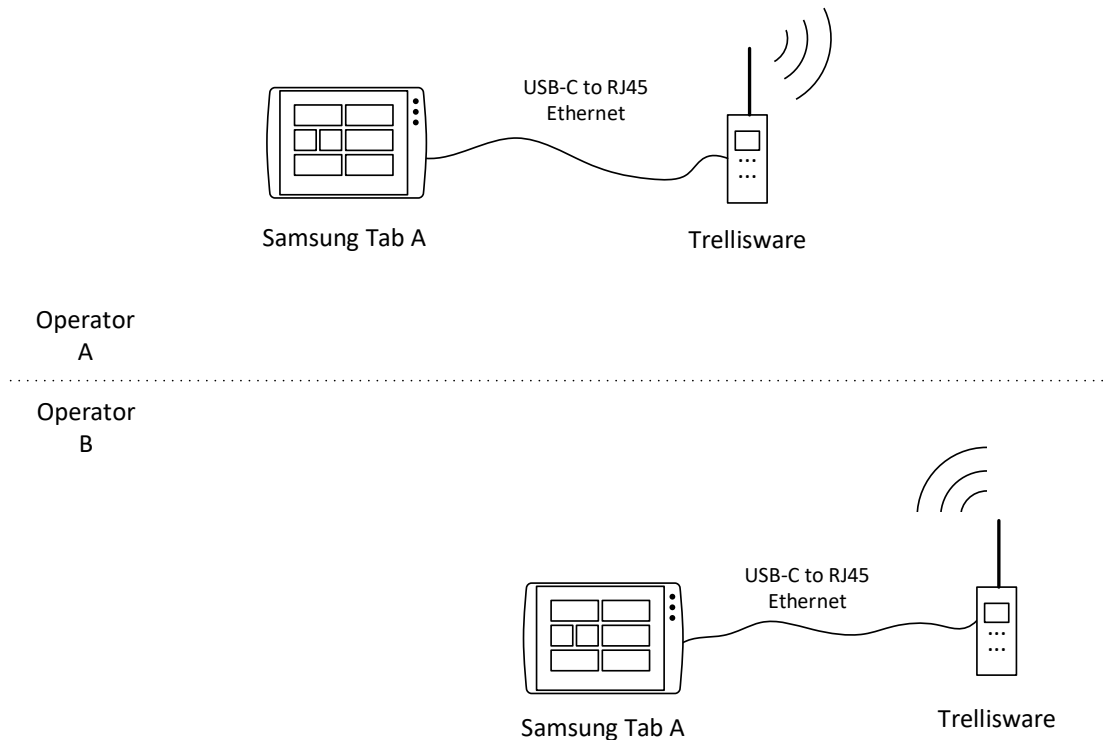 USB-C to RJ45
Ethernet
Samsung Tab A
Trellisware
Operator
A
Operator
B
USB-C to RJ45
Ethernet
Samsung Tab A
Trellisware